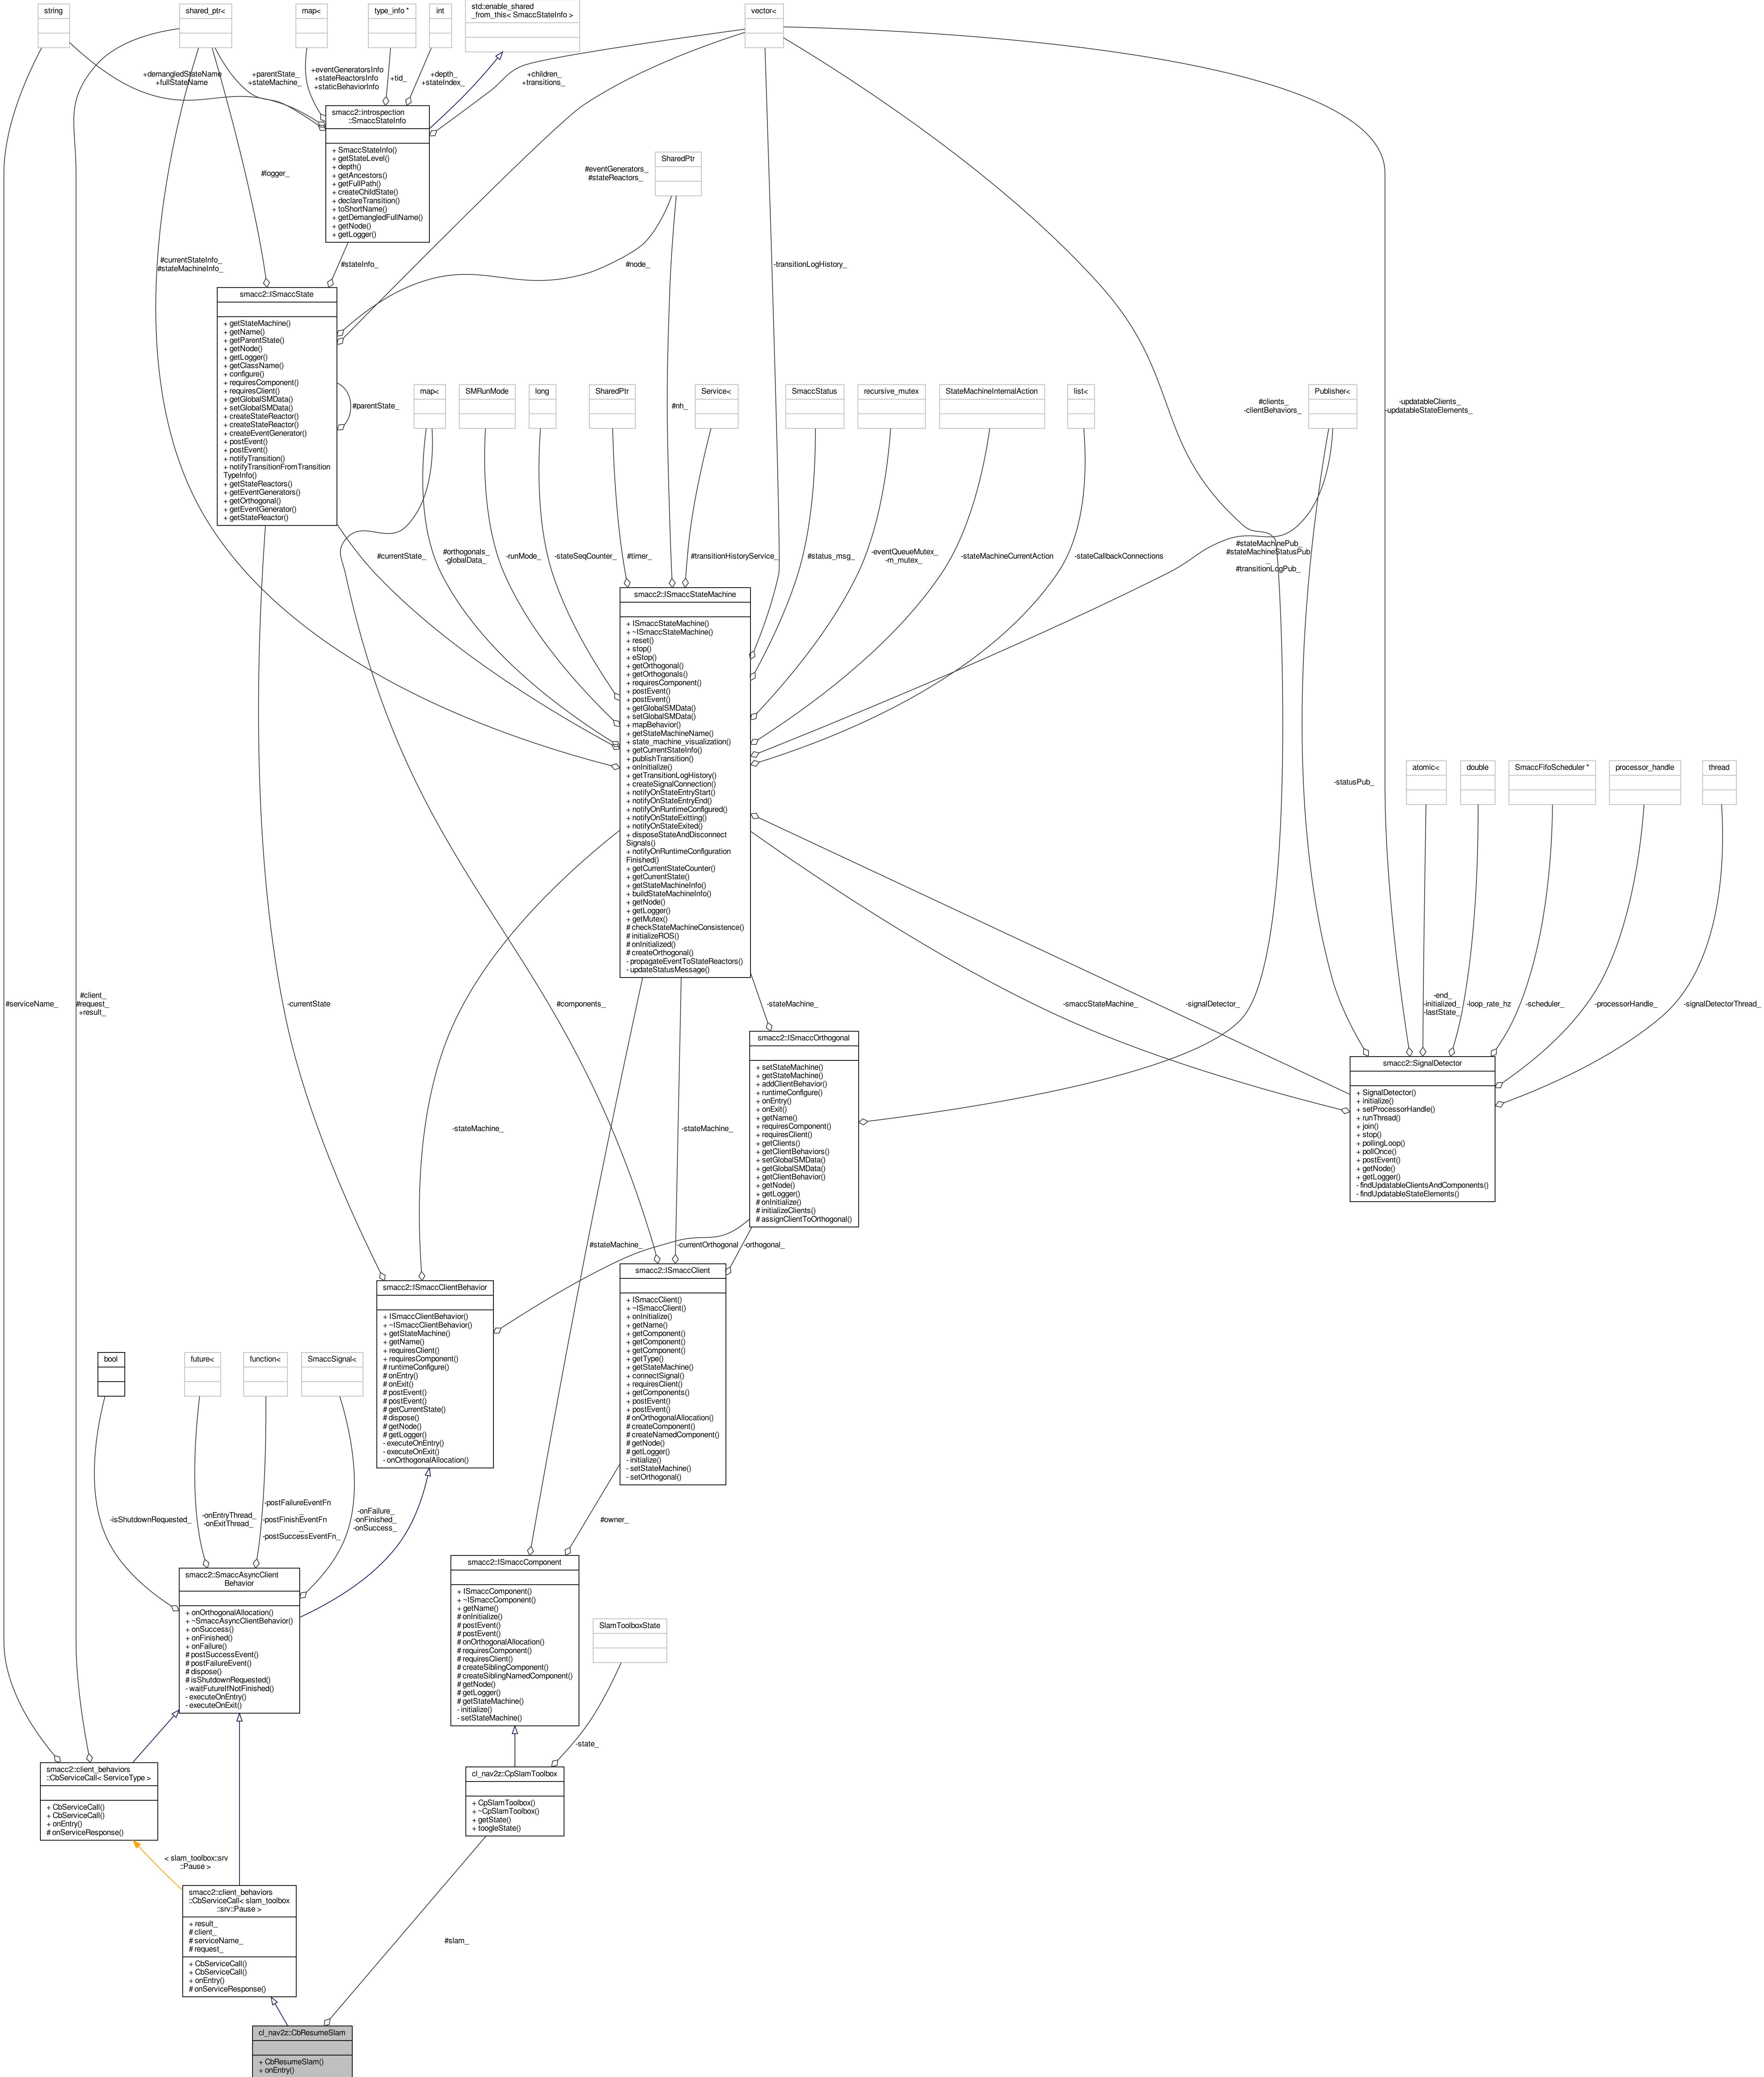 string
shared_ptr<
map<
type_info *
int
std::enable_shared
_from_this< SmaccStateInfo >
vector<
+demangledStateName
+fullStateName
+parentState_
+stateMachine_
+eventGeneratorsInfo
+stateReactorsInfo
+staticBehaviorInfo
+tid_
+depth_
+stateIndex_
+children_
+transitions_
smacc2::introspection
::SmaccStateInfo
+ SmaccStateInfo()
+ getStateLevel()
+ depth()
+ getAncestors()
+ getFullPath()
+ createChildState()
+ declareTransition()
+ toShortName()
+ getDemangledFullName()
+ getNode()
+ getLogger()
#logger_
#eventGenerators_
#stateReactors_
SharedPtr
#currentStateInfo_
#stateMachineInfo_
#stateInfo_
#node_
-transitionLogHistory_
smacc2::ISmaccState
+ getStateMachine()
+ getName()
+ getParentState()
+ getNode()
+ getLogger()
+ getClassName()
+ configure()
+ requiresComponent()
+ requiresClient()
+ getGlobalSMData()
+ setGlobalSMData()
+ createStateReactor()
+ createStateReactor()
+ createEventGenerator()
+ postEvent()
+ postEvent()
+ notifyTransition()
+ notifyTransitionFromTransition
TypeInfo()
+ getStateReactors()
+ getEventGenerators()
+ getOrthogonal()
+ getEventGenerator()
+ getStateReactor()
#parentState_
map<
SMRunMode
long
SharedPtr
#nh_
Service<
SmaccStatus
recursive_mutex
StateMachineInternalAction
list<
#clients_
-clientBehaviors_
Publisher<
-updatableClients_
-updatableStateElements_
#currentState_
#orthogonals_
-globalData_
-runMode_
-stateSeqCounter_
#timer_
#transitionHistoryService_
#status_msg_
-eventQueueMutex_
-m_mutex_
-stateMachineCurrentAction
-stateCallbackConnections
#stateMachinePub_
#stateMachineStatusPub
_
#transitionLogPub_
smacc2::ISmaccStateMachine
+ ISmaccStateMachine()
+ ~ISmaccStateMachine()
+ reset()
+ stop()
+ eStop()
+ getOrthogonal()
+ getOrthogonals()
+ requiresComponent()
+ postEvent()
+ postEvent()
+ getGlobalSMData()
+ setGlobalSMData()
+ mapBehavior()
+ getStateMachineName()
+ state_machine_visualization()
+ getCurrentStateInfo()
+ publishTransition()
+ onInitialize()
+ getTransitionLogHistory()
+ createSignalConnection()
+ notifyOnStateEntryStart()
+ notifyOnStateEntryEnd()
+ notifyOnRuntimeConfigured()
+ notifyOnStateExitting()
+ notifyOnStateExited()
+ disposeStateAndDisconnect
Signals()
+ notifyOnRuntimeConfiguration
Finished()
+ getCurrentStateCounter()
+ getCurrentState()
+ getStateMachineInfo()
+ buildStateMachineInfo()
+ getNode()
+ getLogger()
+ getMutex()
# checkStateMachineConsistence()
# initializeROS()
# onInitialized()
# createOrthogonal()
- propagateEventToStateReactors()
- updateStatusMessage()
-statusPub_
atomic<
double
SmaccFifoScheduler *
processor_handle
thread
#serviceName_
#client_
#request_
+result_
-currentState
#components_
-stateMachine_
-smaccStateMachine_
-signalDetector_
-end_
-initialized_
-lastState_
-loop_rate_hz
-scheduler_
-processorHandle_
-signalDetectorThread_
smacc2::ISmaccOrthogonal
+ setStateMachine()
+ getStateMachine()
+ addClientBehavior()
+ runtimeConfigure()
+ onEntry()
+ onExit()
+ getName()
+ requiresComponent()
+ requiresClient()
+ getClients()
+ getClientBehaviors()
+ setGlobalSMData()
+ getGlobalSMData()
+ getClientBehavior()
+ getNode()
+ getLogger()
# onInitialize()
# initializeClients()
# assignClientToOrthogonal()
smacc2::SignalDetector
+ SignalDetector()
+ initialize()
+ setProcessorHandle()
+ runThread()
+ join()
+ stop()
+ pollingLoop()
+ pollOnce()
+ postEvent()
+ getNode()
+ getLogger()
- findUpdatableClientsAndComponents()
- findUpdatableStateElements()
-stateMachine_
-stateMachine_
#stateMachine_
-currentOrthogonal
-orthogonal_
smacc2::ISmaccClientBehavior
+ ISmaccClientBehavior()
+ ~ISmaccClientBehavior()
+ getStateMachine()
+ getName()
+ requiresClient()
+ requiresComponent()
# runtimeConfigure()
# onEntry()
# onExit()
# postEvent()
# postEvent()
# getCurrentState()
# dispose()
# getNode()
# getLogger()
- executeOnEntry()
- executeOnExit()
- onOrthogonalAllocation()
smacc2::ISmaccClient
+ ISmaccClient()
+ ~ISmaccClient()
+ onInitialize()
+ getName()
+ getComponent()
+ getComponent()
+ getComponent()
+ getType()
+ getStateMachine()
+ connectSignal()
+ requiresClient()
+ getComponents()
+ postEvent()
+ postEvent()
# onOrthogonalAllocation()
# createComponent()
# createNamedComponent()
# getNode()
# getLogger()
- initialize()
- setStateMachine()
- setOrthogonal()
bool
future<
function<
SmaccSignal<
-isShutdownRequested_
-onEntryThread_
-onExitThread_
-postFailureEventFn
_
-postFinishEventFn
_
-postSuccessEventFn_
-onFailure_
-onFinished_
-onSuccess_
#owner_
smacc2::SmaccAsyncClient
Behavior
+ onOrthogonalAllocation()
+ ~SmaccAsyncClientBehavior()
+ onSuccess()
+ onFinished()
+ onFailure()
# postSuccessEvent()
# postFailureEvent()
# dispose()
# isShutdownRequested()
- waitFutureIfNotFinished()
- executeOnEntry()
- executeOnExit()
smacc2::ISmaccComponent
+ ISmaccComponent()
+ ~ISmaccComponent()
+ getName()
# onInitialize()
# postEvent()
# postEvent()
# onOrthogonalAllocation()
# requiresComponent()
# requiresClient()
# createSiblingComponent()
# createSiblingNamedComponent()
# getNode()
# getLogger()
# getStateMachine()
- initialize()
- setStateMachine()
SlamToolboxState
-state_
smacc2::client_behaviors
::CbServiceCall< ServiceType >
+ CbServiceCall()
+ CbServiceCall()
+ onEntry()
# onServiceResponse()
cl_nav2z::CpSlamToolbox
+ CpSlamToolbox()
+ ~CpSlamToolbox()
+ getState()
+ toogleState()
< slam_toolbox::srv
::Pause >
smacc2::client_behaviors
::CbServiceCall< slam_toolbox
::srv::Pause >
+ result_
# client_
# serviceName_
# request_
+ CbServiceCall()
+ CbServiceCall()
+ onEntry()
# onServiceResponse()
#slam_
cl_nav2z::CbResumeSlam
+ CbResumeSlam()
+ onEntry()